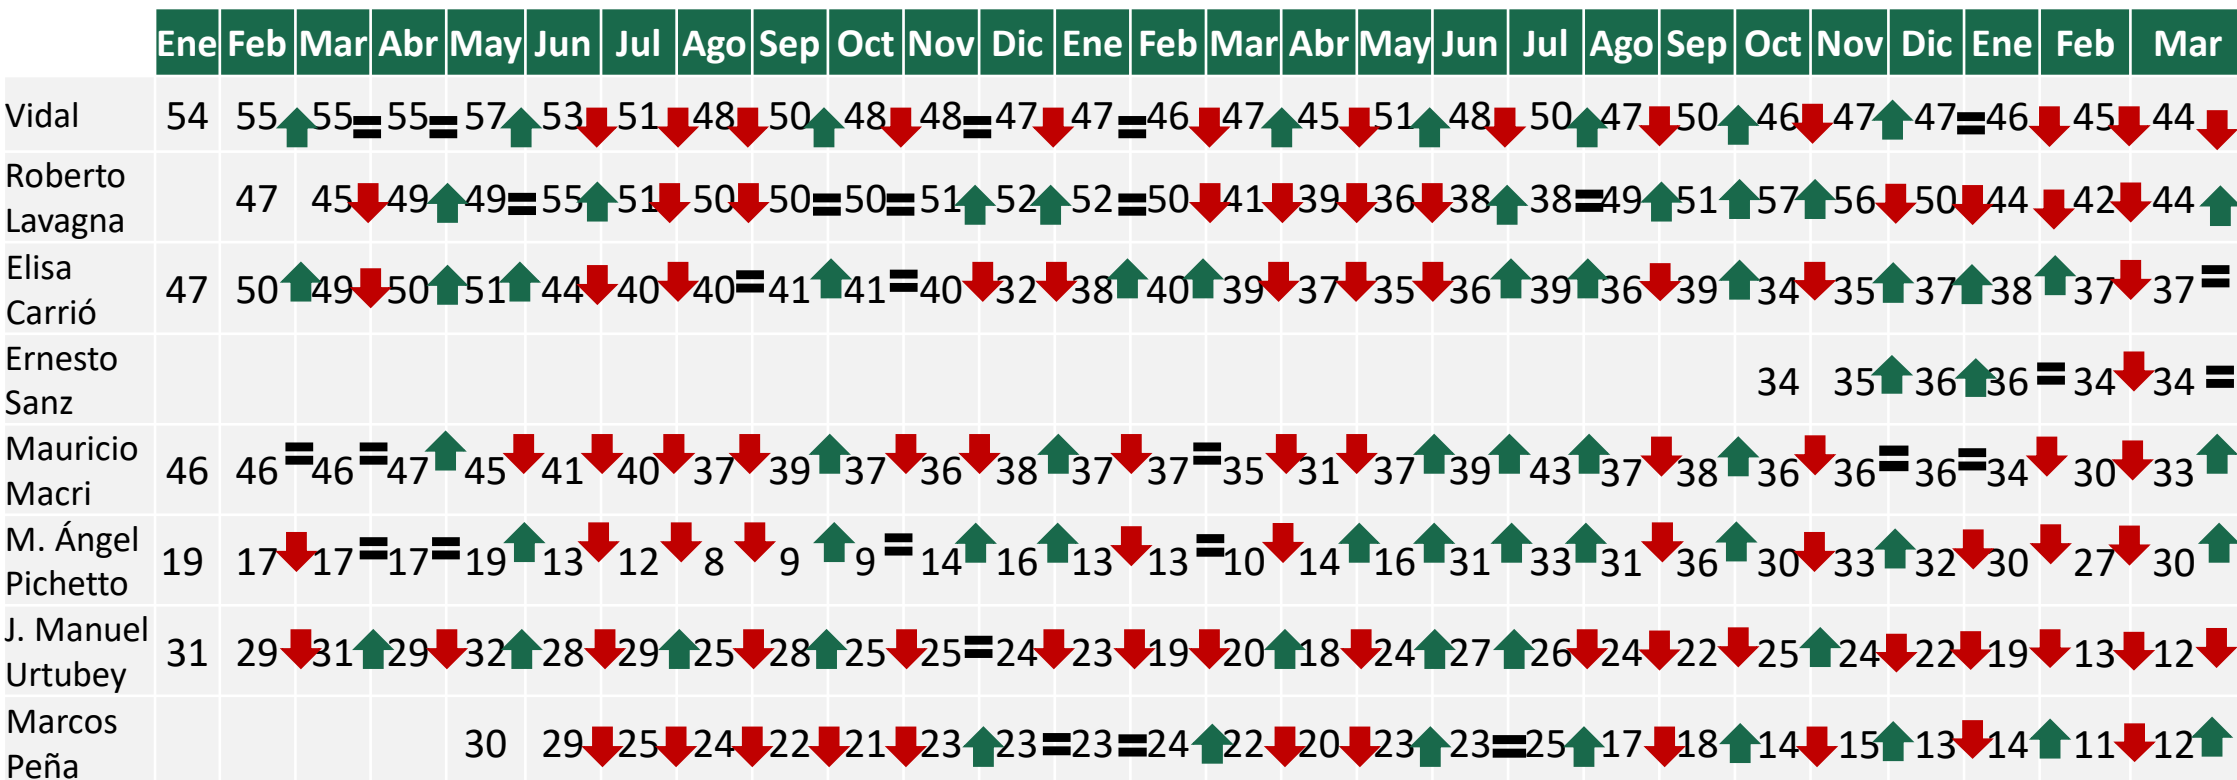 Ene Feb Mar Abr May Jun Jul Ago Sep Oct Nov Dic Ene Feb Mar Abr May Jun Jul Ago Sep Oct Nov Dic Ene Feb Mar
Vidal 54 55 55 = 55 = 57 53 51 48 50 48 48 = 47 47 = 46 47 45 51 48 50 47 50 46 47 47 = 46 45 44
Roberto
Lavagna 47 45 49 49 = 55 51 50 50 = 50 = 51 52 52 = 50 41 39 36 38 38 = 49 51 57 56 50 44 42 44
Elisa
Carrió 47 50 49 50 51 44 40 40 = 41 41 = 40 32 38 40 39 37 35 36 39 36 39 34 35 37 38 37 37 =
Ernesto
Sanz 34 35 36 36 = 34 34 =
Mauricio
Macri 46 46 = 46 = 47 45 41 40 37 39 37 36 38 37 37 = 35 31 37 39 43 37 38 36 36 = 36 = 34 30 33
M. Ángel
Pichetto 19 17 17 = 17 = 19 13 12 8 9 9 = 14 16 13 13 = 10 14 16 31 33 31 36 30 33 32 30 27 30
J. Manuel
Urtubey 31 29 31 29 32 28 29 25 28 25 25 = 24 23 19 20 18 24 27 26 24 22 25 24 22 19 13 12
Marcos
Peña 30 29 25 24 22 21 23 23 = 23 = 24 22 20 23 23 = 25 17 18 14 15 13 14 11 12